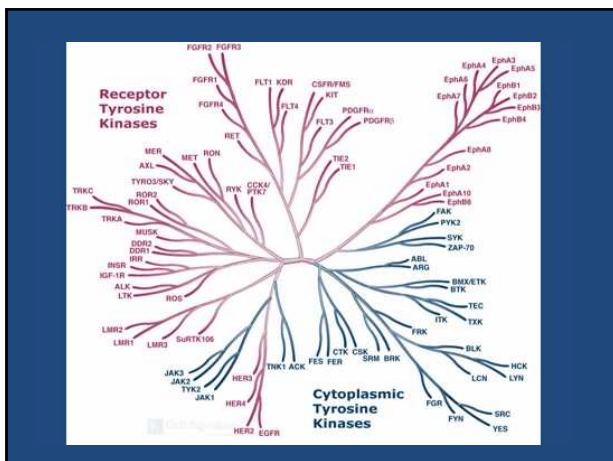 Receptor
Tyrosine
Kinases
FGFR2 FGFR3
FGFR1
FGFR4
RET
FLT1 KDR
FLT4
CSFR/FMS
KIT
FLT3
PDGFRα
PDGFRβ
TIE2
TIE1
EphA4
EphA3
EphA5
EphA6
EphA7
EphB1
EphB2
EphB3
EphB4
EphA8
EphA2
EphA1
EphA10
EphB6
MER
AXL
MET
RON
TYRO3/SKY
RYK
CCK4/
PTK7
TRKC
TRKB
TRKA
ROR2
ROR1
MUSK
DDR2
DDR1
IRR
INSR
IGF-1R
ALK
LTK
ROS
LMR2
LMR1
LMR3
SuRTK106
FAK
PYK2
SYK
ZAP-70
ABL
ARG
BMX/ETK
BTK
TEC
TXK
ITK
FRK
BLK
LCN
HCK
LYN
SRC
YES
FYN
FGR
BRK
SRM
CSK
CTK
FER
FES
TNK1 ACK
JAK3
JAK2
TYK2
JAK1
HER3
HER4
HER2 EGFR
Cytoplasmic
Tyrosine
Kinases